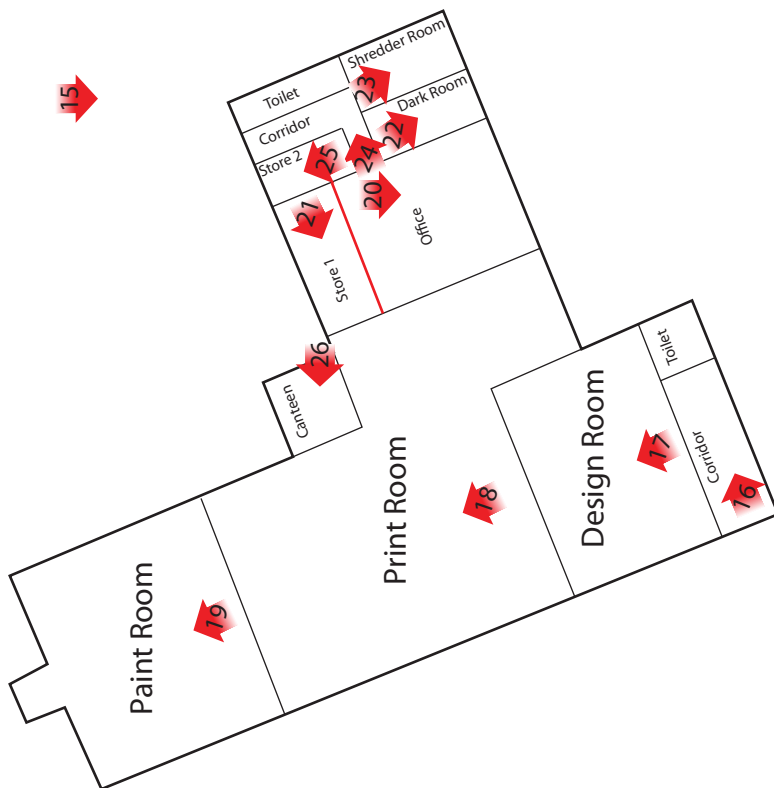 15
Shredder Room
Toilet
23
Dark Room
Corridor
22
Store 2
25
24
20
21
Office
Store 1
26
Canteen
Toilet
Design Room
17
Corridor
16
Print Room
18
Paint Room
19